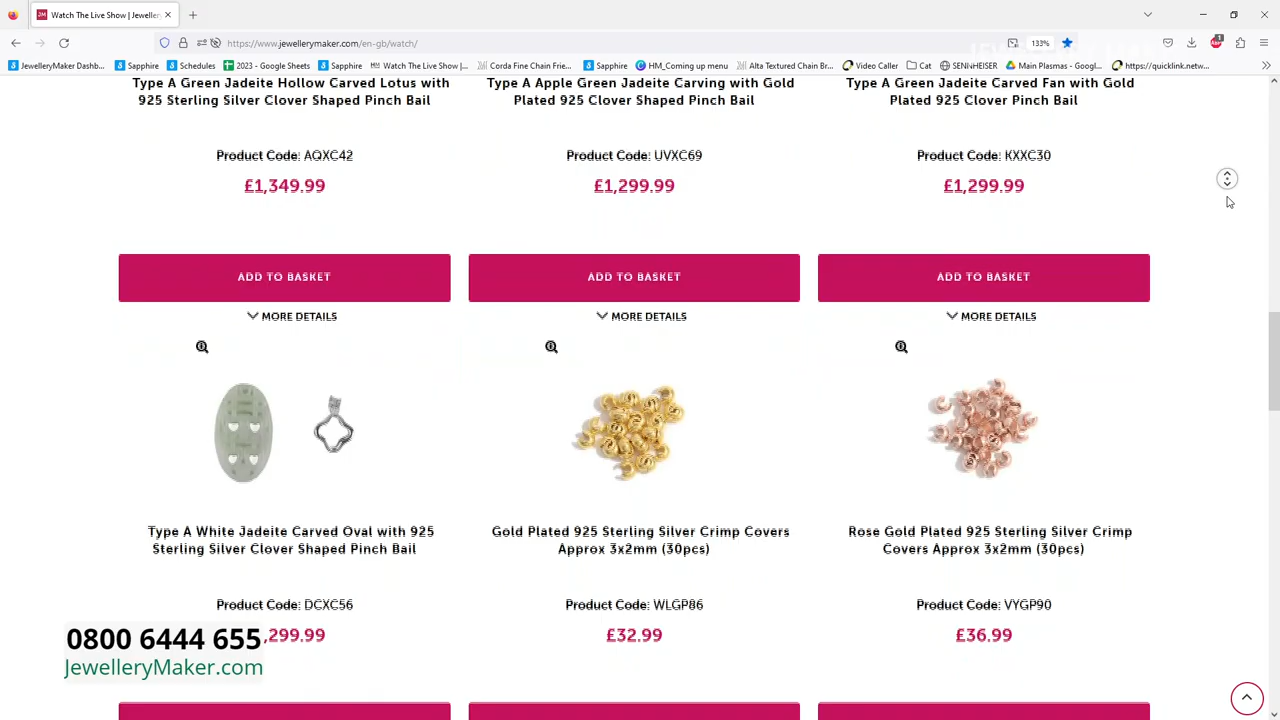 Watch The Live Show | Jeweller
https://www.jewellerymaker.com/en-gb/watch/
133%
1
JewelleryMaker Dashb...
Sapphire
Schedules
2023 - Google Sheets
Sapphire
Watch The Live Show |...
Corda Fine Chain Frie...
Sapphire
HM_Coming up menu
Alta Textured Chain Br...
Video Caller
Cat
SENNHEISER
Main Plasmas - Googl...
https://quicklink.netw...
Type A Green Jadeite Hollow Carved Lotus with
925 Sterling Silver Clover Shaped Pinch Bail
Product Code: AQXC42
£1,349.99
ADD TO BASKET
MORE DETAILS
Type A Apple Green Jadeite Carving with Gold
Plated 925 Clover Shaped Pinch Bail
Product Code: UVXC69
£1,299.99
ADD TO BASKET
MORE DETAILS
Type A Green Jadeite Carved Fan with Gold
Plated 925 Clover Pinch Bail
Product Code: KXXC30
£1,299.99
ADD TO BASKET
MORE DETAILS
Type A White Jadeite Carved Oval with 925
Sterling Silver Clover Shaped Pinch Bail
Product Code: DCXC56
,299.99
Gold Plated 925 Sterling Silver Crimp Covers
Approx 3x2mm (30pcs)
Product Code: WLGP86
£32.99
Rose Gold Plated 925 Sterling Silver Crimp
Covers Approx 3x2mm (30pcs)
Product Code: VYGP90
£36.99
0800 6444 655
JewelleryMaker.com